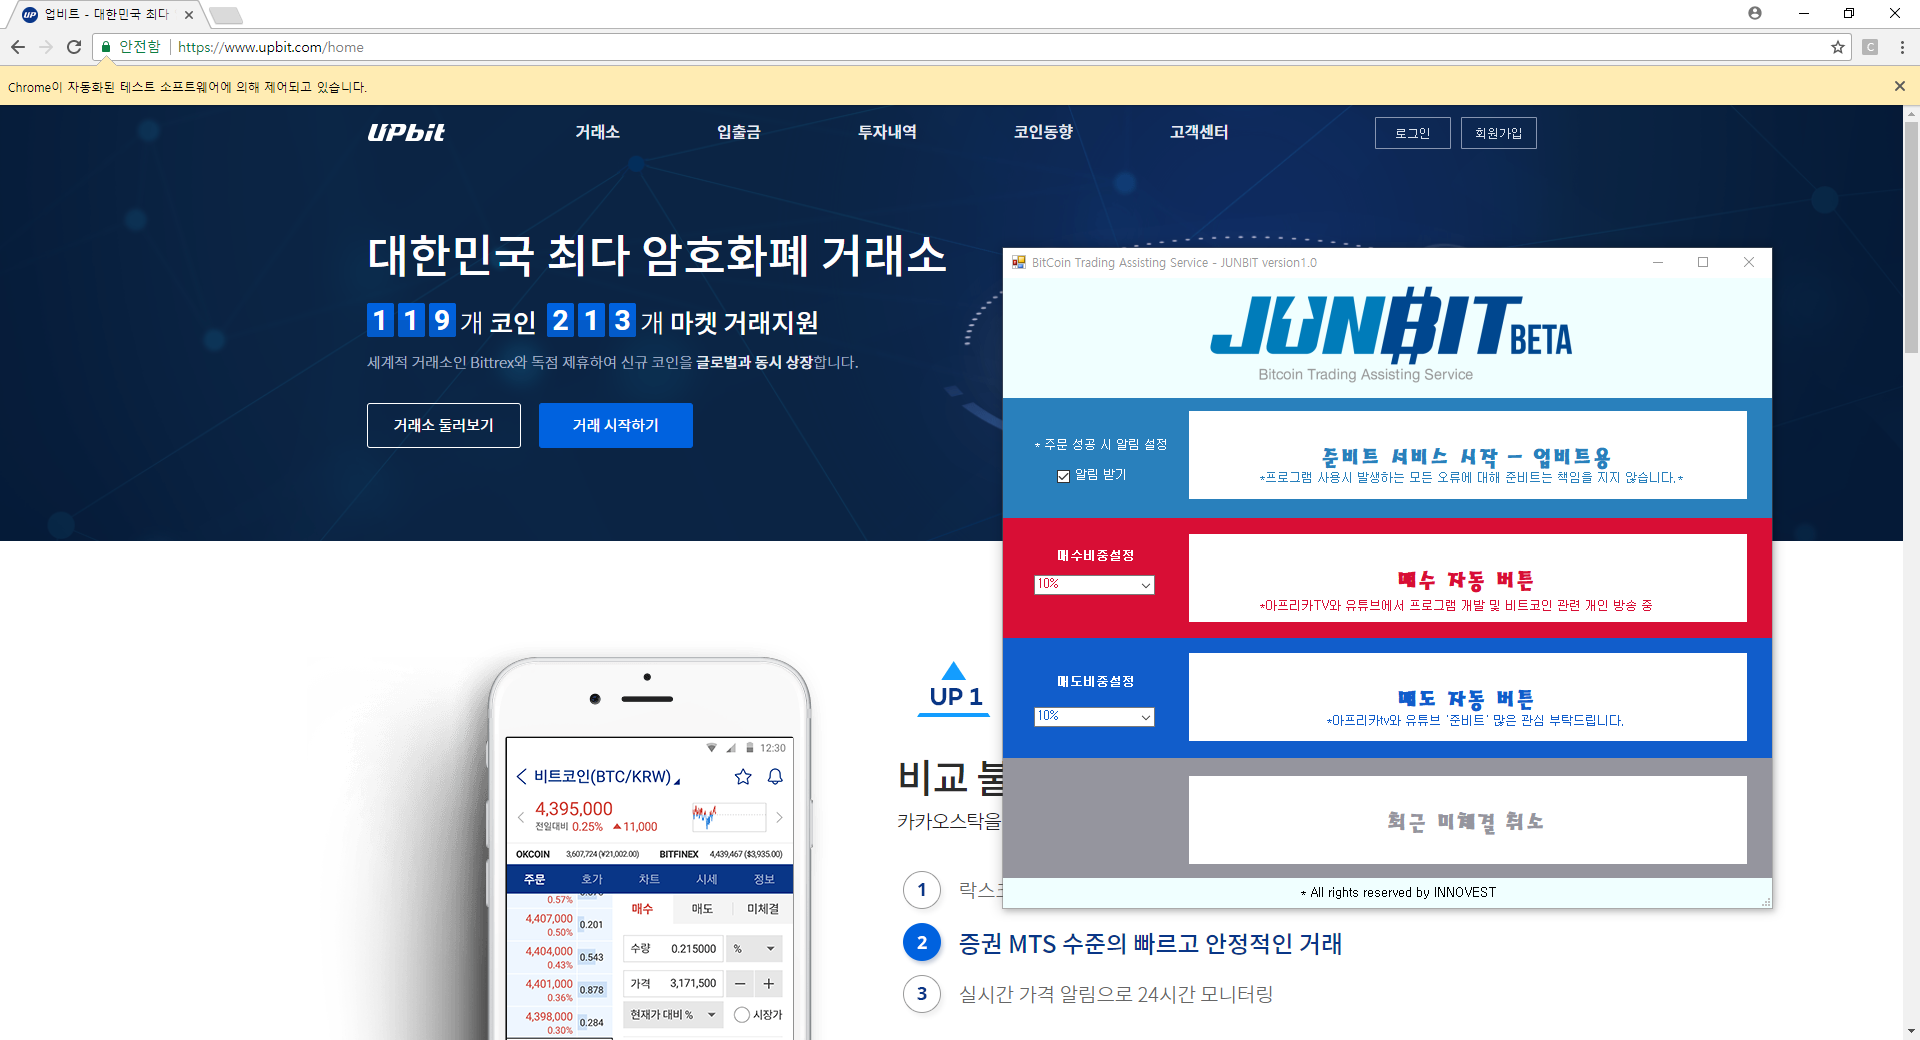 업비트 - 대한민국 최다
안전함
https://www.upbit.com/home
Chrome이 자동화된 테스트 소프트웨어에 의해 제어되고 있습니다.
UPbit
거래소
입출금
투자내역
코인동향
고객센터
로그인
회원가입
대한민국 최다 암호화폐 거래소
119개 코인 213개 마켓 거래지원
세계적 거래소인 Bittrex와 독점 제휴하여 신규 코인을 글로벌과 동시 상장합니다.
거래소 둘러보기
거래 시작하기
BitCoin Trading Assisting Service - JUNBIT version1.0
JUNBIT BETA
Bitcoin Trading Assisting Service
* 주문 성공 시 알림 설정
알림 받기
준비트 서비스 시작 - 업비트용
*프로그램 사용시 발생하는 모든 오류에 대해 준비트는 책임을 지지 않습니다.*
매수비중설정
10%
매수 자동 버튼
*아프리카TV와 유튜브에서 프로그램 개발 및 비트코인 관련 개인 방송 중
매도비중설정
10%
매도 자동 버튼
*아프리카tv와 유튜브 '준비트' 많은 관심 부탁드립니다.
최근 미체결 취소
* All rights reserved by INNOVEST
UP 1
비교 불
카카오스탁을
1 락스
2 증권 MTS 수준의 빠르고 안정적인 거래
3 실시간 가격 알림으로 24시간 모니터링
12:30
비트코인(BTC/KRW)
4,395,000
전일대비 0.25% ▲11,000
OKCOIN 3,607,724 (¥21,002.00) BITFINEX 4,439,467 ($3,935.00)
주문 호가 차트 시세 정보
0.57%
4,407,000
0.50%
0.201
4,404,000
0.43%
0.543
4,401,000
0.36%
0.878
4,398,000
0.30%
0.284
매수 매도 미체결
수량 0.215000 %
가격 3,171,500 − +
현재가 대비 % 시장가